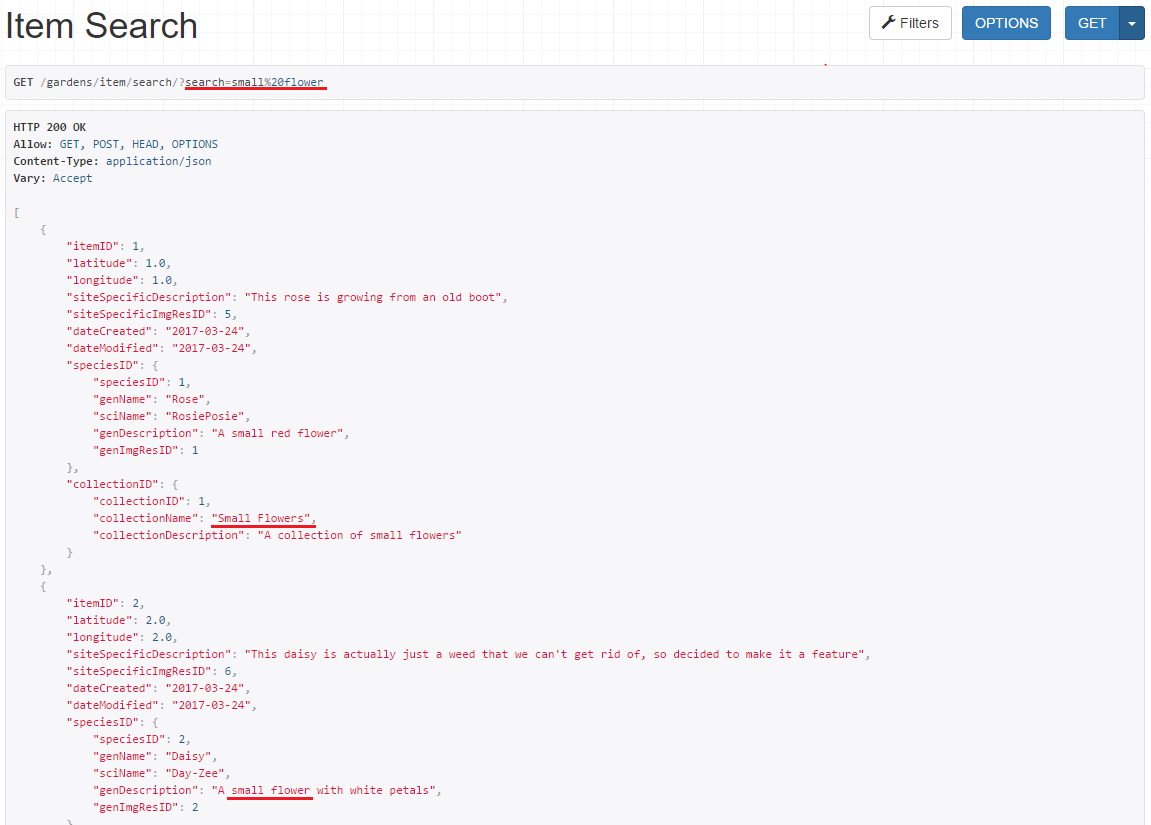 Item Search
Filters
OPTIONS
GET
GET /gardens/item/search/?search=small%20flower
HTTP 200 OK
Allow: GET, POST, HEAD, OPTIONS
Content-Type: application/json
Vary: Accept
[
    {
        "itemID": 1,
        "latitude": 1.0,
        "longitude": 1.0,
        "siteSpecificDescription": "This rose is growing from an old boot",
        "siteSpecificImgResID": 5,
        "dateCreated": "2017-03-24",
        "dateModified": "2017-03-24",
        "speciesID": {
            "speciesID": 1,
            "genName": "Rose",
            "sciName": "RosiePosie",
            "genDescription": "A small red flower",
            "genImgResID": 1
        },
        "collectionID": {
            "collectionID": 1,
            "collectionName": "Small Flowers",
            "collectionDescription": "A collection of small flowers"
        }
    },
    {
        "itemID": 2,
        "latitude": 2.0,
        "longitude": 2.0,
        "siteSpecificDescription": "This daisy is actually just a weed that we can't get rid of, so decided to make it a feature",
        "siteSpecificImgResID": 6,
        "dateCreated": "2017-03-24",
        "dateModified": "2017-03-24",
        "speciesID": {
            "speciesID": 2,
            "genName": "Daisy",
            "sciName": "Day-Zee",
            "genDescription": "A small flower with white petals",
            "genImgResID": 2
        }